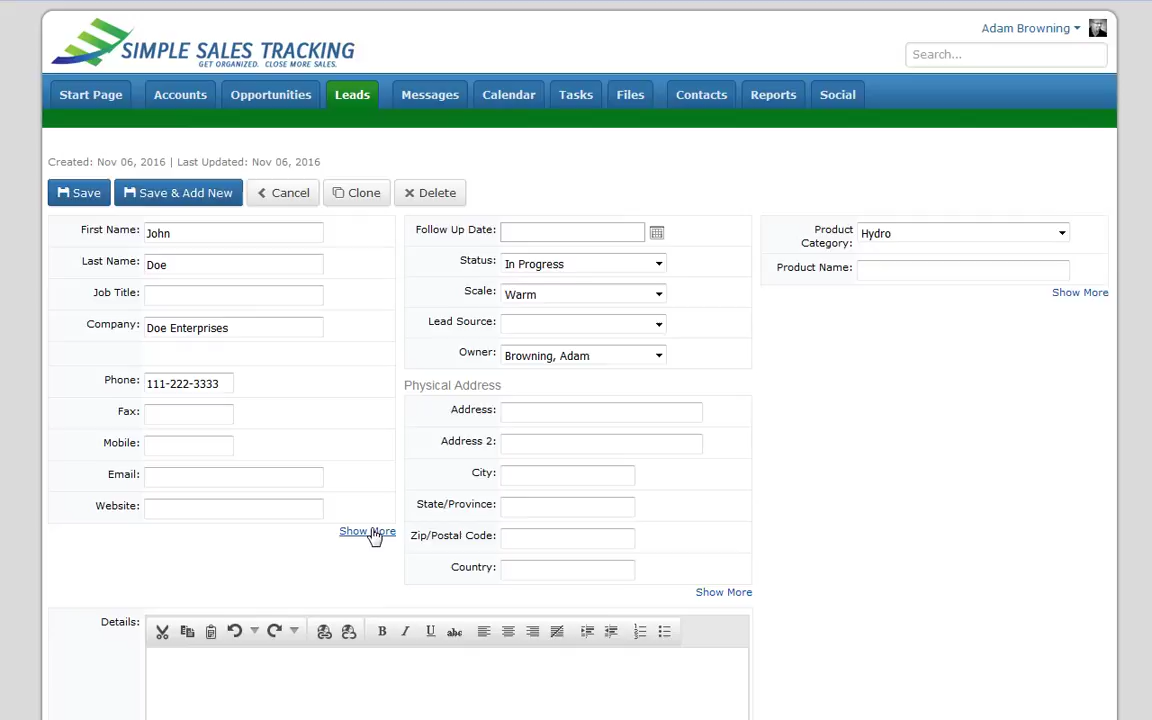 SIMPLE SALES TRACKING
GET ORGANIZED. CLOSE MORE SALES.
Adam Browning
Search...
Start Page
Accounts
Opportunities
Leads
Messages
Calendar
Tasks
Files
Contacts
Reports
Social
Created: Nov 06, 2016 | Last Updated: Nov 06, 2016
Save
Save & Add New
Cancel
Clone
Delete
First Name: John
Last Name: Doe
Job Title:
Company: Doe Enterprises
Phone: 111-222-3333
Fax:
Mobile:
Email:
Website:
Show More
Follow Up Date:
Status: In Progress
Scale: Warm
Lead Source:
Owner: Browning, Adam
Physical Address
Address:
Address 2:
City:
State/Province:
Zip/Postal Code:
Country:
Show More
Product
Category: Hydro
Product Name:
Show More
Details:
B I U abc